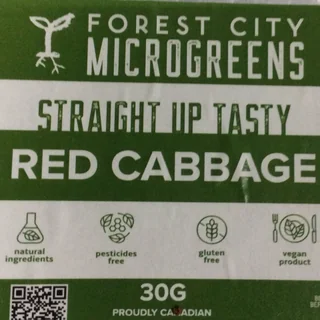 FOREST CITY
MICROGREENS
STRAIGHT UP TASTY
RED CABBAGE
natural ingredients
pesticides free
gluten free
vegan product
30G
PROUDLY CANADIAN